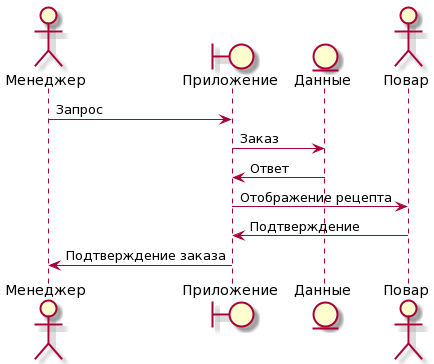 Менеджер Приложение Данные Повар
Запрос
Заказ
Ответ
Отображение рецепта
Подтверждение
Подтверждение заказа
Менеджер Приложение Данные Повар